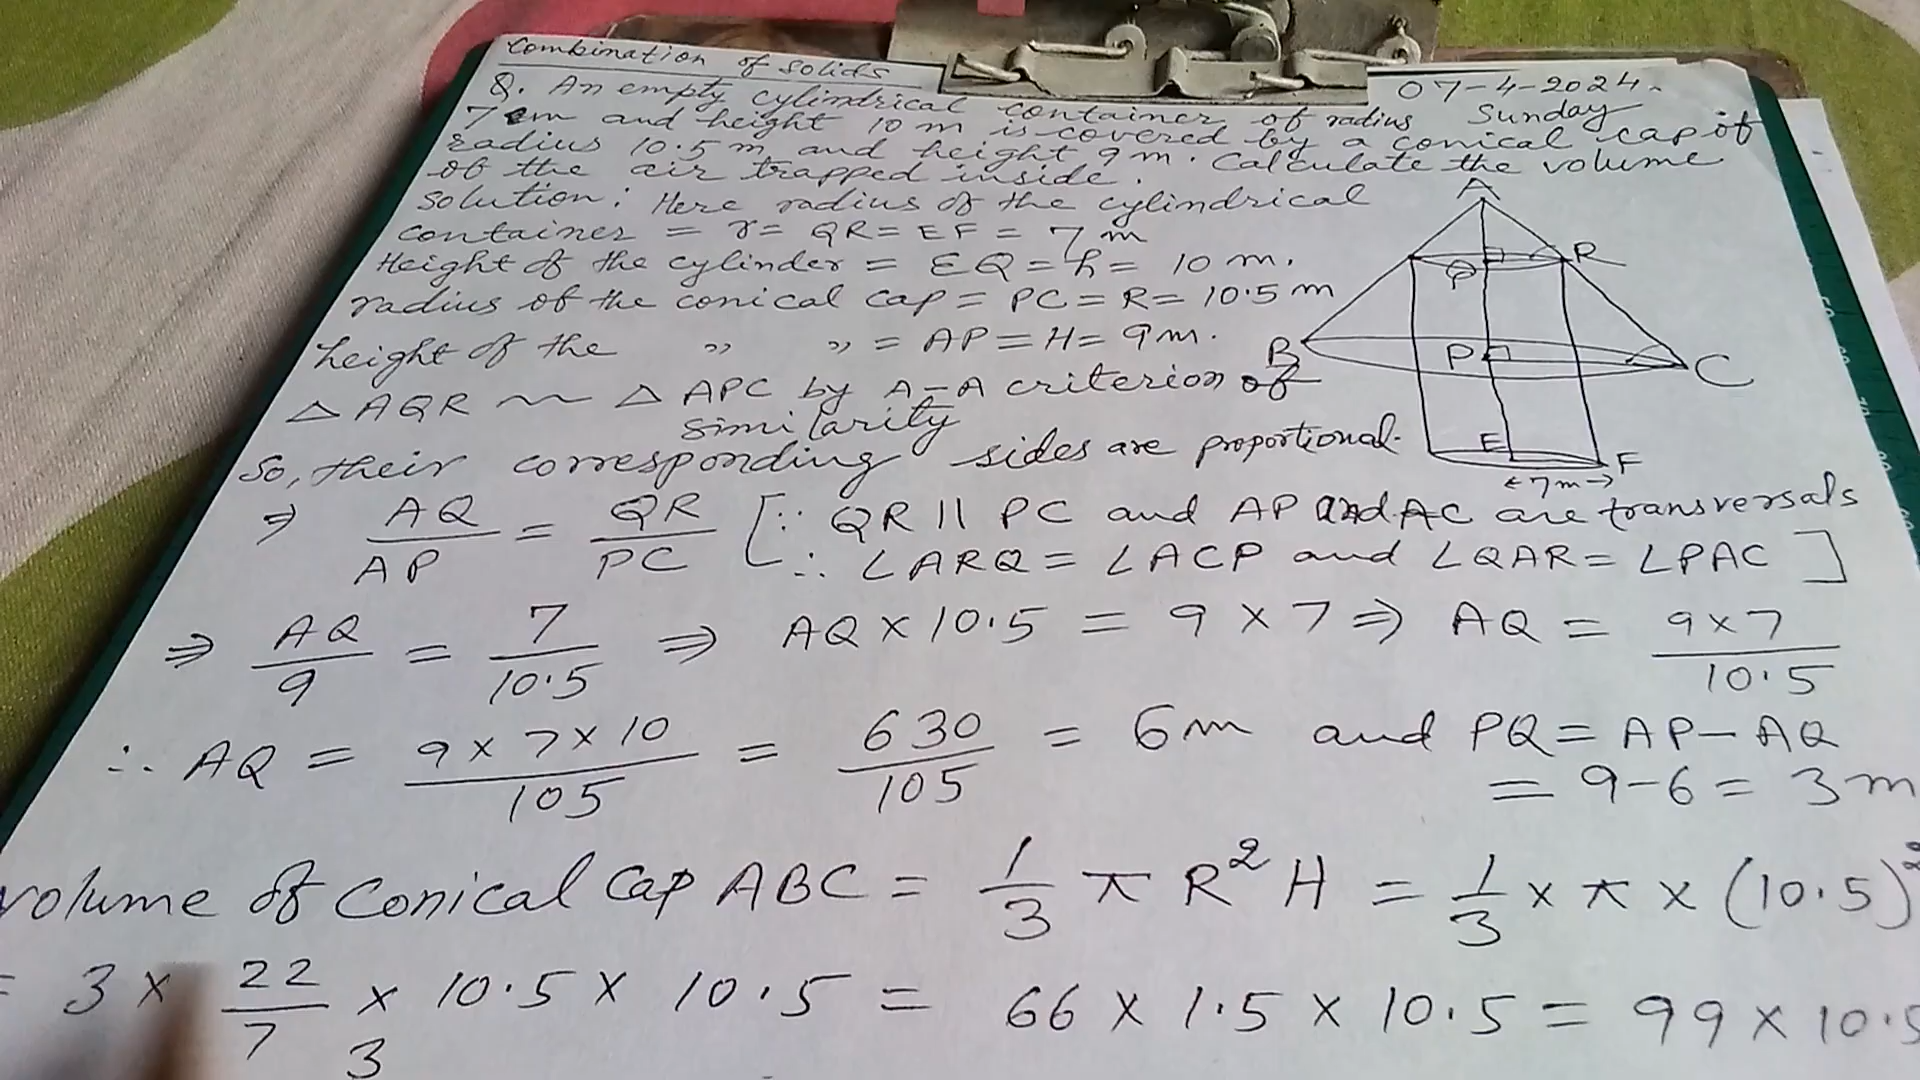 Combination of solids
07-4-2024.
Sunday
Q. An empty cylindrical container of radius
7 m and height 10 m is covered by a conical cap of
radius 10.5 m and height 9 m. Calculate the volume
of the air trapped inside.
Solution: Here radius of the cylindrical
container = r = QR = EF = 7 m
Height of the cylinder = EQ = h = 10 m.
radius of the conical cap = PC = R = 10.5 m
height of the " " = AP = H = 9 m.
△ AQR ~ △ APC by A-A criterion of
similarity
So, their corresponding sides are proportional.
A
Q
R
B
P
C
E
F
←7m→
⇒ AQ/AP = QR/PC [∵ QR || PC and AP and AC are transversals
∴ ∠ARQ = ∠ACP and ∠QAR = ∠PAC ]
⇒ AQ/9 = 7/10.5 ⇒ AQ × 10.5 = 9 × 7 ⇒ AQ = 9×7/10.5
∴ AQ = 9×7×10/105 = 630/105 = 6m and PQ = AP - AQ
= 9-6 = 3 m
Volume of Conical Cap ABC = 1/3 π R² H = 1/3 × π × (10.5)²
= 3 × 22/7 × 10.5 × 10.5 = 66 × 1.5 × 10.5 = 99 × 10.5
3